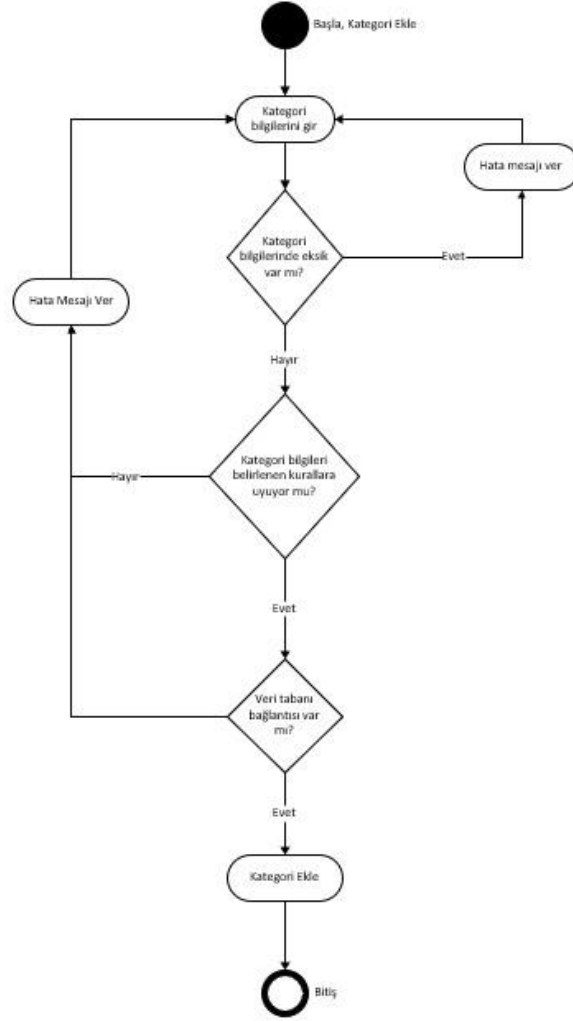 Başla, Kategori Ekle
Kategori
bilgilerini gir
Hata mesajı ver
Kategori
bilgilerinde eksik
var mı?
Evet
Hata Mesajı Ver
Hayır
Kategori bilgileri
belirlenen kurallara
uyuyor mu?
Hayır
Evet
Veri tabanı
bağlantısı var
mı?
Evet
Kategori Ekle
Bitiş